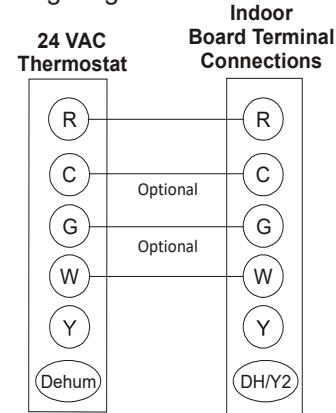 Indoor
24 VAC Board Terminal
Thermostat Connections
R R
C C
Optional
G G
Optional
W W
Y Y
Dehum DH/Y2